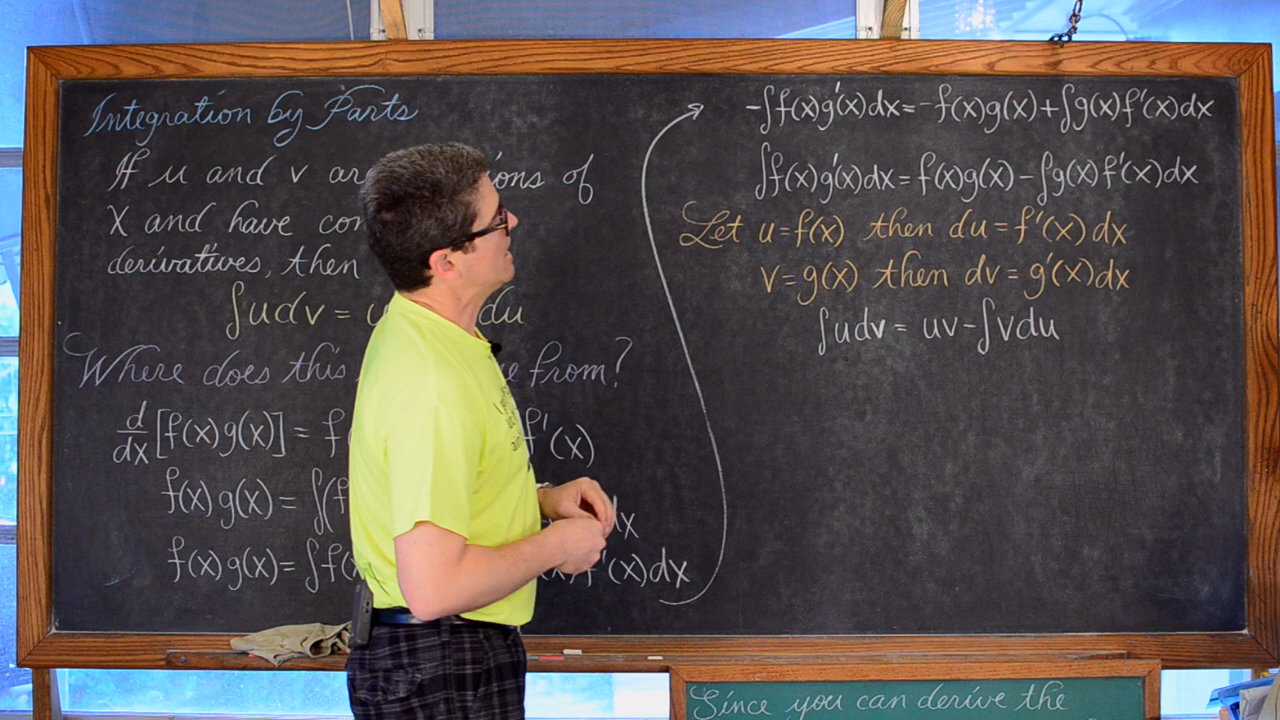 Integration by Parts
If u and v are of
X and have
derivatives, then
∫udv = du
Where does this from?
d/dx [f(x)g(x)] = f'(x)
f(x)g(x) = ∫(f dx
f(x)g(x) = ∫f(x) f'(x)dx
-∫f(x)g'(x)dx = -f(x)g(x) + ∫g(x)f'(x)dx
∫f(x)g'(x)dx = f(x)g(x) - ∫g(x)f'(x)dx
Let u = f(x) then du = f'(x)dx
v = g(x) then dv = g'(x)dx
∫udv = uv - ∫vdu
Since you can derive the